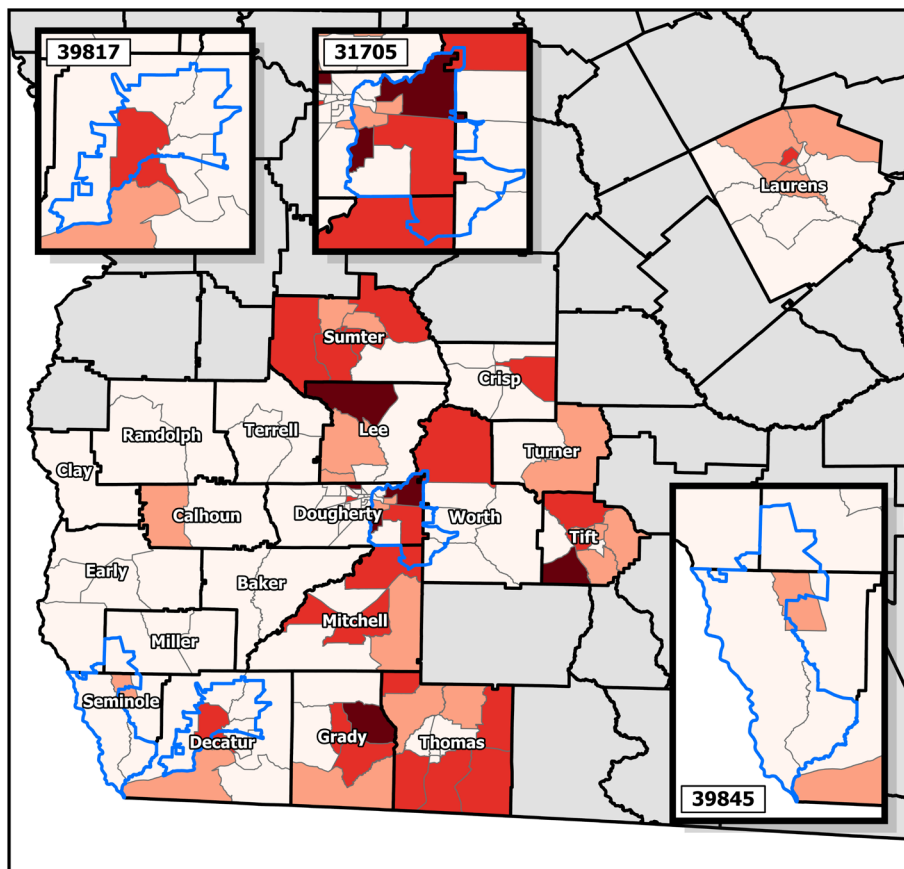 39817
31705
Laurens
Sumter
Crisp
Randolph
Terrell
Lee
Turner
Clay
Calhoun
Dougherty
Worth
Tift
Early
Baker
Mitchell
Miller
Seminole
Decatur
Grady
Thomas
39845